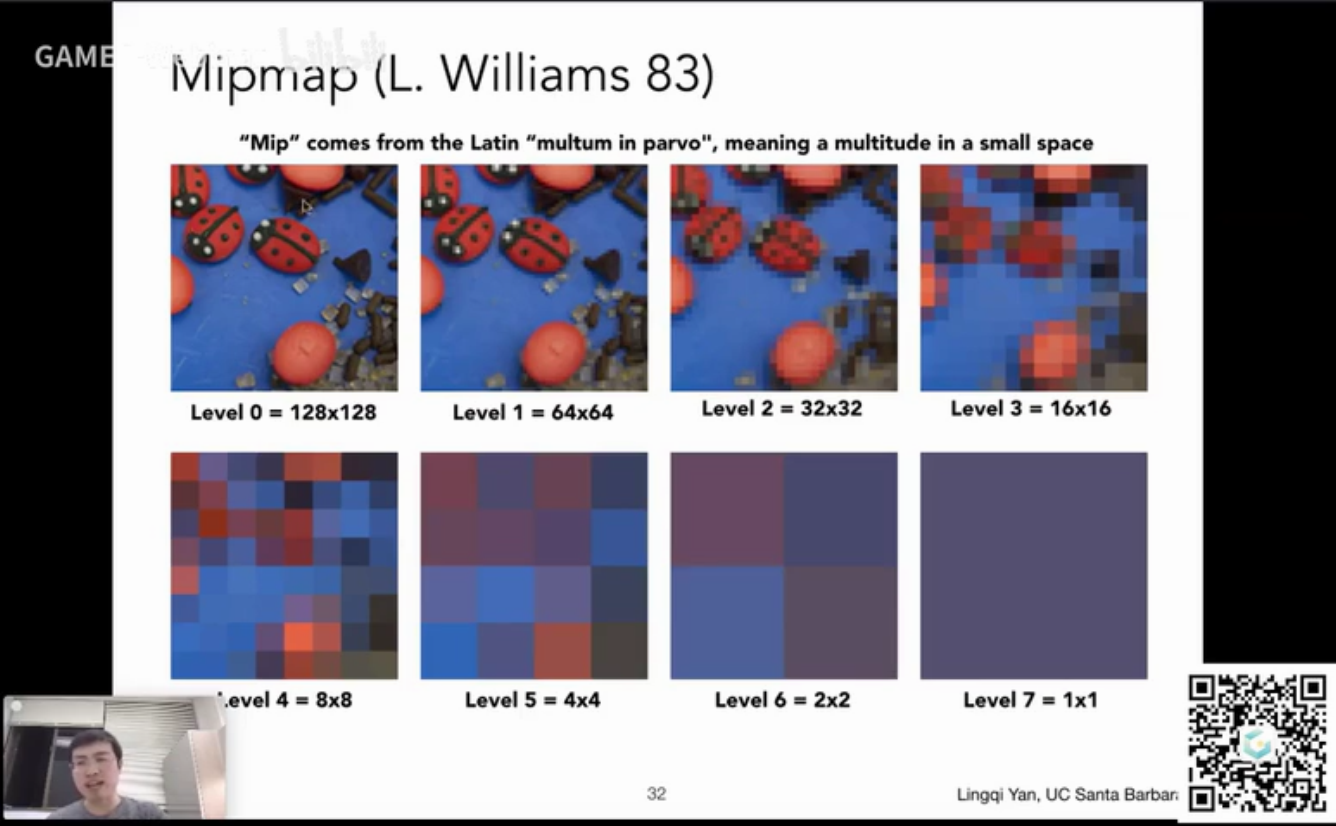 GAME
Mipmap (L. Williams 83)
“Mip” comes from the Latin “multum in parvo", meaning a multitude in a small space
Level 0 = 128x128
Level 1 = 64x64
Level 2 = 32x32
Level 3 = 16x16
Level 4 = 8x8
Level 5 = 4x4
Level 6 = 2x2
Level 7 = 1x1
32
Lingqi Yan, UC Santa Barbara